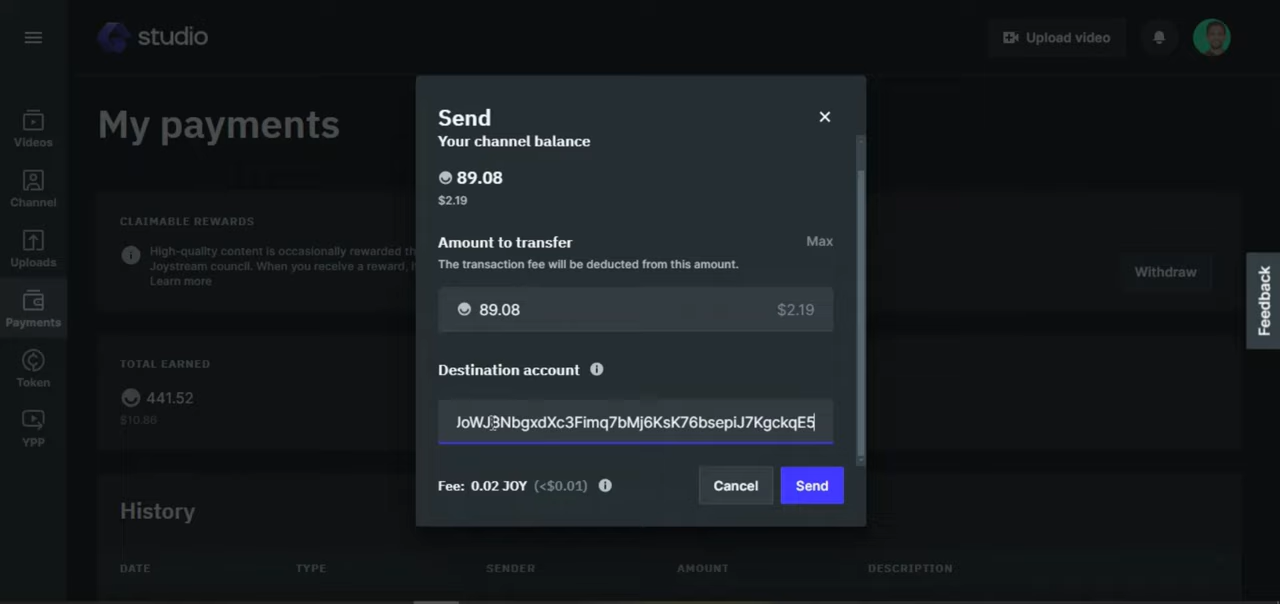 studio
Upload video
My payments
Videos
Channel
Uploads
Payments
Token
YPP
CLAIMABLE REWARDS
High-quality content is occasionally rewarded
Joystream council. When you receive a reward,
Learn more
Withdraw
TOTAL EARNED
441.52
$10.86
History
DATE
TYPE
SENDER
AMOUNT
DESCRIPTION
Send
Your channel balance
89.08
$2.19
Amount to transfer
Max
The transaction fee will be deducted from this amount.
89.08
$2.19
Destination account
JoWJ3NbgxdXc3Fimq7bMj6KsK76bsepiJ7KgckqE5
Fee: 0.02 JOY (<$0.01)
Cancel
Send
Feedback